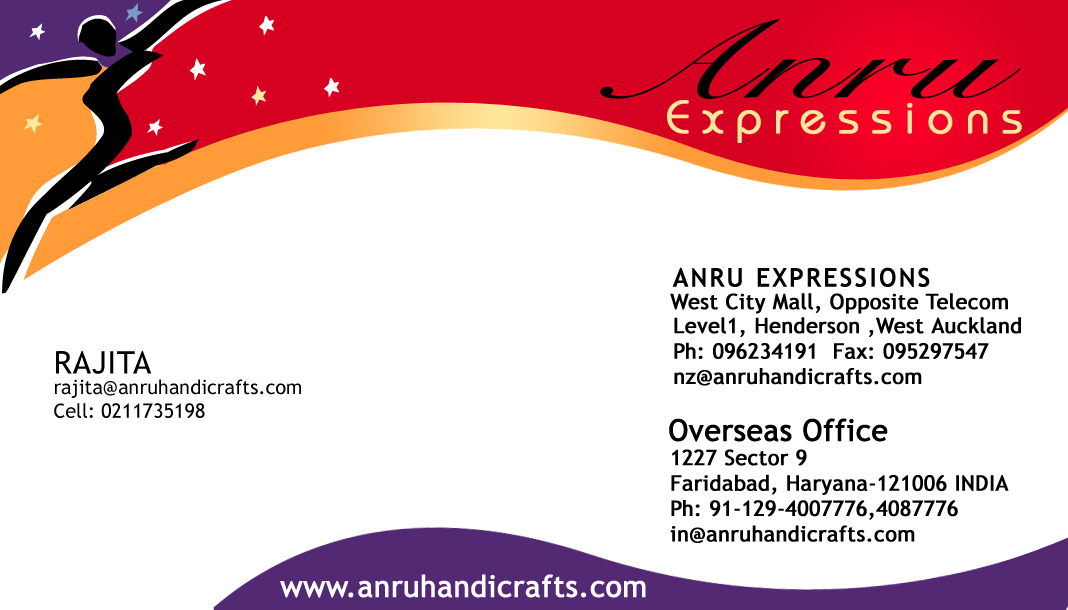 Anru
Expressions
RAJITA
rajita@anruhandicrafts.com
Cell: 0211735198
ANRU EXPRESSIONS
West City Mall, Opposite Telecom
Level1, Henderson ,West Auckland
Ph: 096234191  Fax: 095297547
nz@anruhandicrafts.com
Overseas Office
1227 Sector 9
Faridabad, Haryana-121006 INDIA
Ph: 91-129-4007776,4087776
in@anruhandicrafts.com
www.anruhandicrafts.com